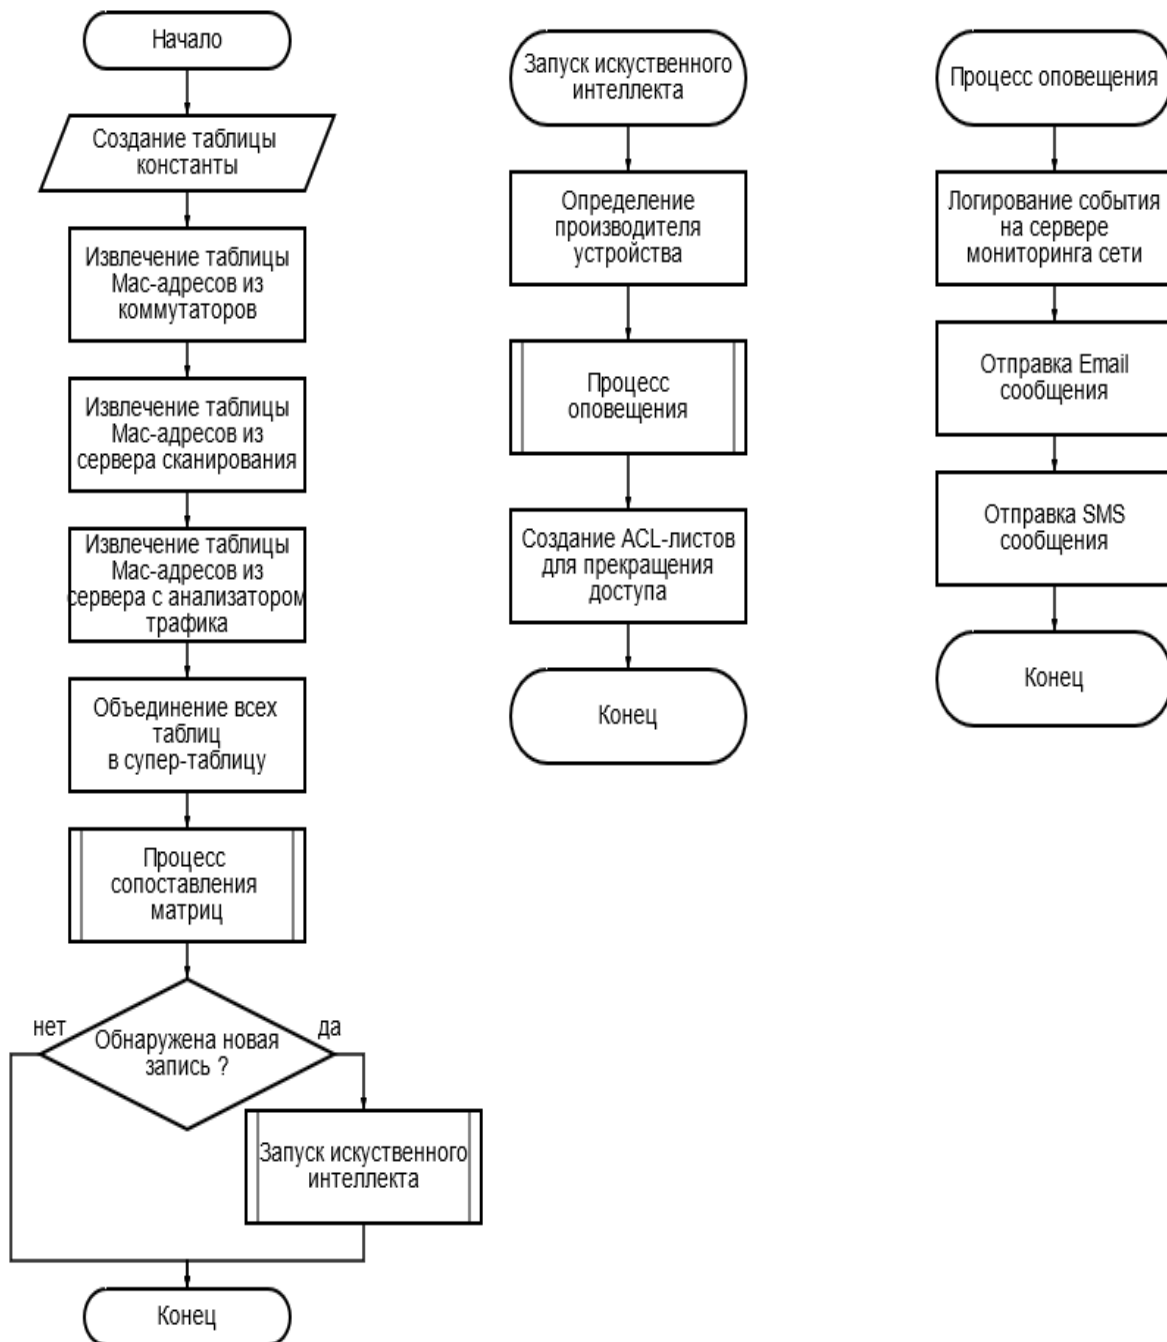 Начало
Создание таблицы
константы
Извлечение таблицы
Мас-адресов из
коммутаторов
Извлечение таблицы
Мас-адресов из
сервера сканирования
Извлечение таблицы
Мас-адресов из
сервера с анализатором
трафика
Объединение всех
таблиц
в супер-таблицу
Процесс
сопоставления
матриц
нет
Обнаружена новая
запись ?
да
Запуск искуственного
интеллекта
Конец
Запуск искуственного
интеллекта
Определение
производителя
устройства
Процесс
оповещения
Создание ACL-листов
для прекращения
доступа
Конец
Процесс оповещения
Логирование события
на сервере
мониторинга сети
Отправка Email
сообщения
Отправка SMS
сообщения
Конец